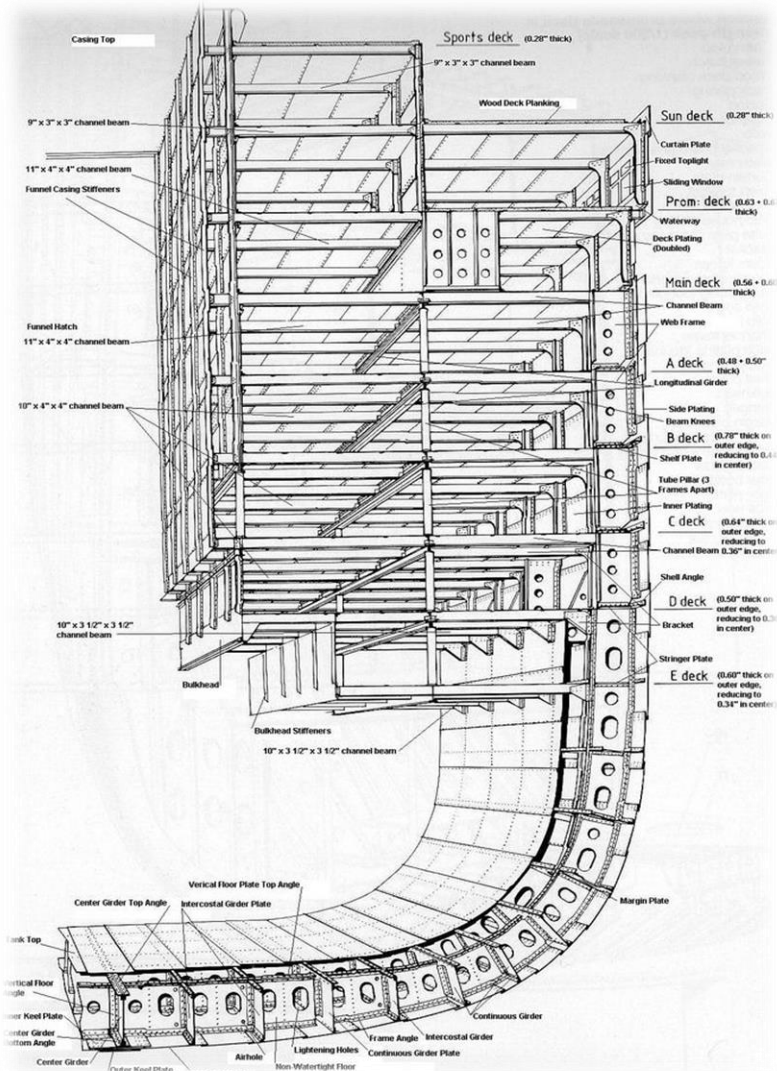 Casing Top
Sports deck (0.28" thick)
9" x 3" x 3" channel beam
Wood Deck Planking
Sun deck (0.28" thick)
9" x 3" x 3" channel beam
Curtain Plate
Fixed Toplight
11" x 4" x 4" channel beam
Sliding Window
Funnel Casing Stiffeners
Prom: deck (0.63 +
thick)
Waterway
Deck Plating
(Doubled)
Main deck (0.56 +
thick)
Channel Beam
Funnel Hatch
Web Frame
11" x 4" x 4" channel beam
A deck (0.48 + 0.50"
thick)
Longitudinal Girder
10" x 4" x 4" channel beam
Side Plating
Beam Knees
B deck (0.78" thick on
outer edge,
reducing to
in center)
Shelf Plate
Tube Pillar (3
Frames Apart)
Inner Plating
C deck (0.64" thick on
outer edge,
reducing to
0.36" in center)
Channel Beam
Shell Angle
D deck (0.50" thick on
outer edge,
reducing to
in center)
10" x 3 1/2" x 3 1/2"
channel beam
Bracket
Stringer Plate
E deck (0.60" thick on
outer edge,
reducing to
0.34" in center)
Bulkhead
Bulkhead Stiffeners
10" x 3 1/2" x 3 1/2" channel beam
Verical Floor Plate Top Angle
Center Girder Top Angle
Intercostal Girder Plate
Margin Plate
Tank Top
Vertical Floor
Angle
Inner Keel Plate
Center Girder
Bottom Angle
Continuous Girder
Frame Angle
Intercostal Girder
Center Girder
Airhole
Lightening Holes
Continuous Girder Plate
Outer Keel Plate
Non-Watertight Floor